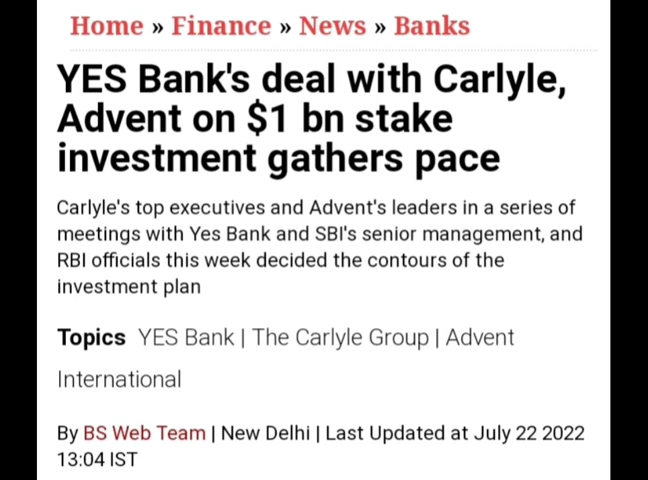 Home » Finance » News » Banks
YES Bank's deal with Carlyle,
Advent on $1 bn stake
investment gathers pace
Carlyle's top executives and Advent's leaders in a series of
meetings with Yes Bank and SBI's senior management, and
RBI officials this week decided the contours of the
investment plan
Topics YES Bank | The Carlyle Group | Advent
International
By BS Web Team | New Delhi | Last Updated at July 22 2022
13:04 IST